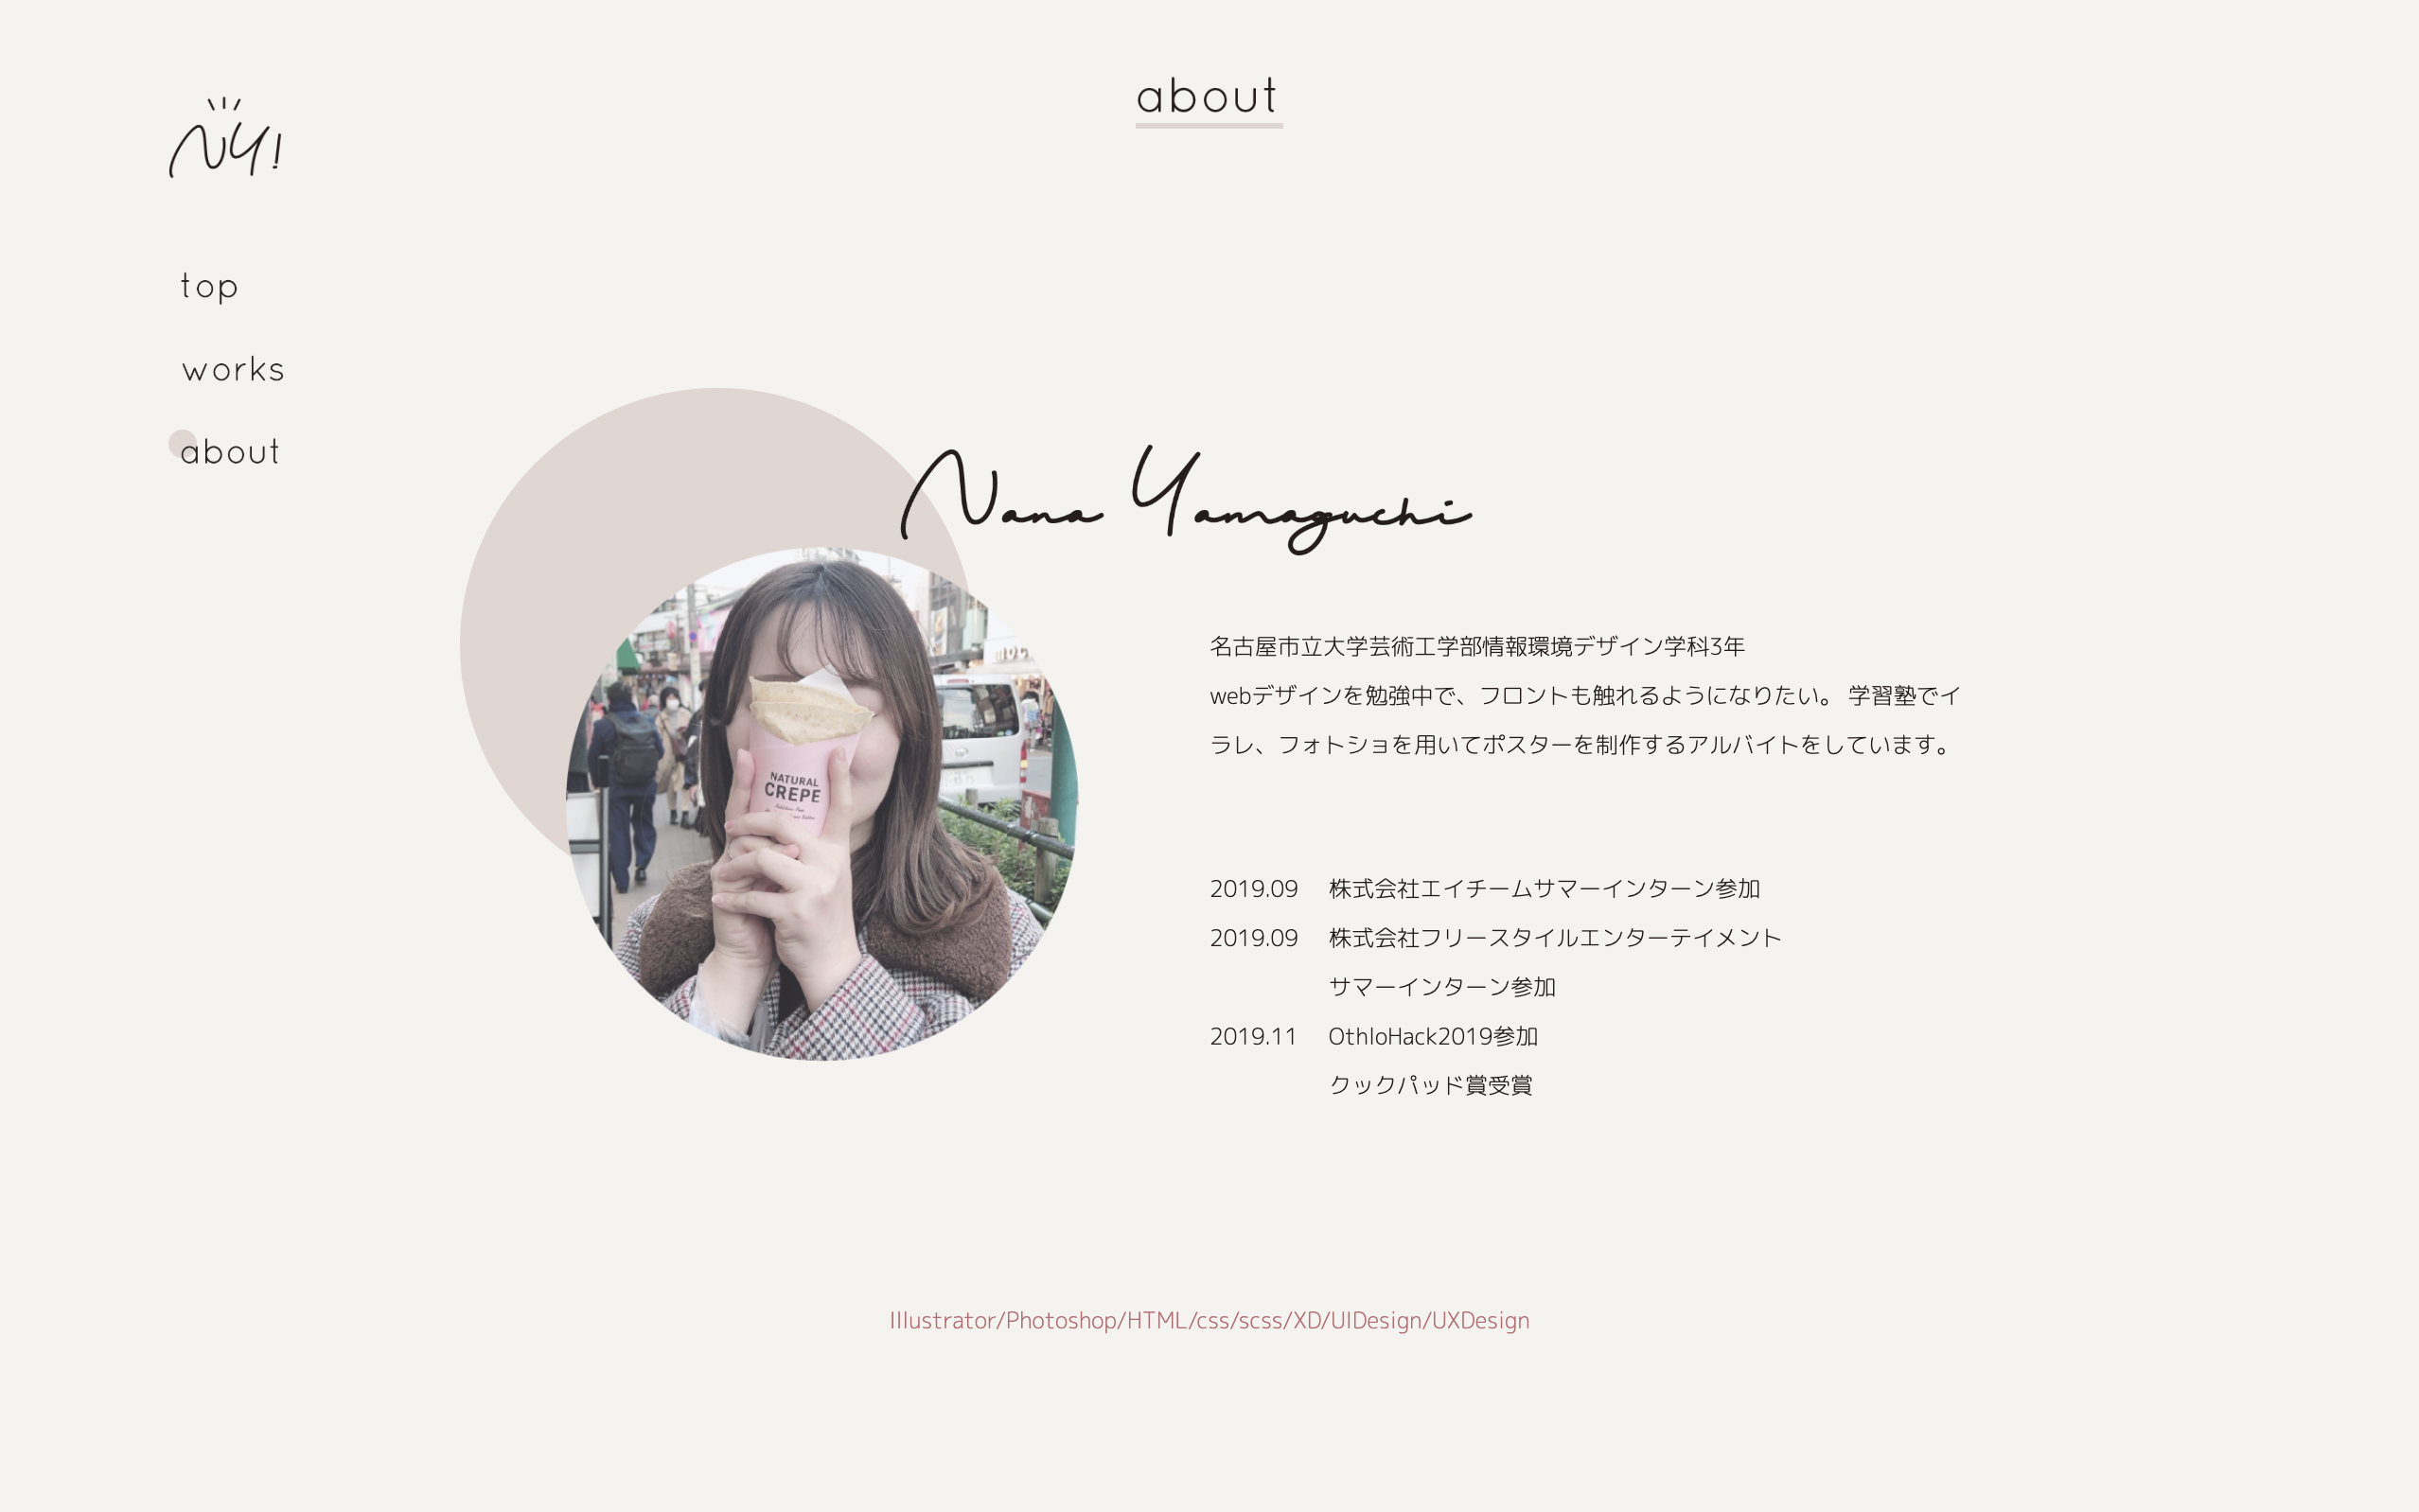 NY!
about
top
works
about
Nana Yamaguchi
名古屋市立大学芸術工学部情報環境デザイン学科3年
webデザインを勉強中で、フロントも触れるようになりたい。 学習塾でイ
ラレ、フォトショを用いてポスターを制作するアルバイトをしています。
NATURAL
CREPE
2019.09 株式会社エイチームサマーインターン参加
2019.09 株式会社フリースタイルエンターテイメント
サマーインターン参加
2019.11 OthloHack2019参加
クックパッド賞受賞
Illustrator/Photoshop/HTML/css/scss/XD/UIDesign/UXDesign